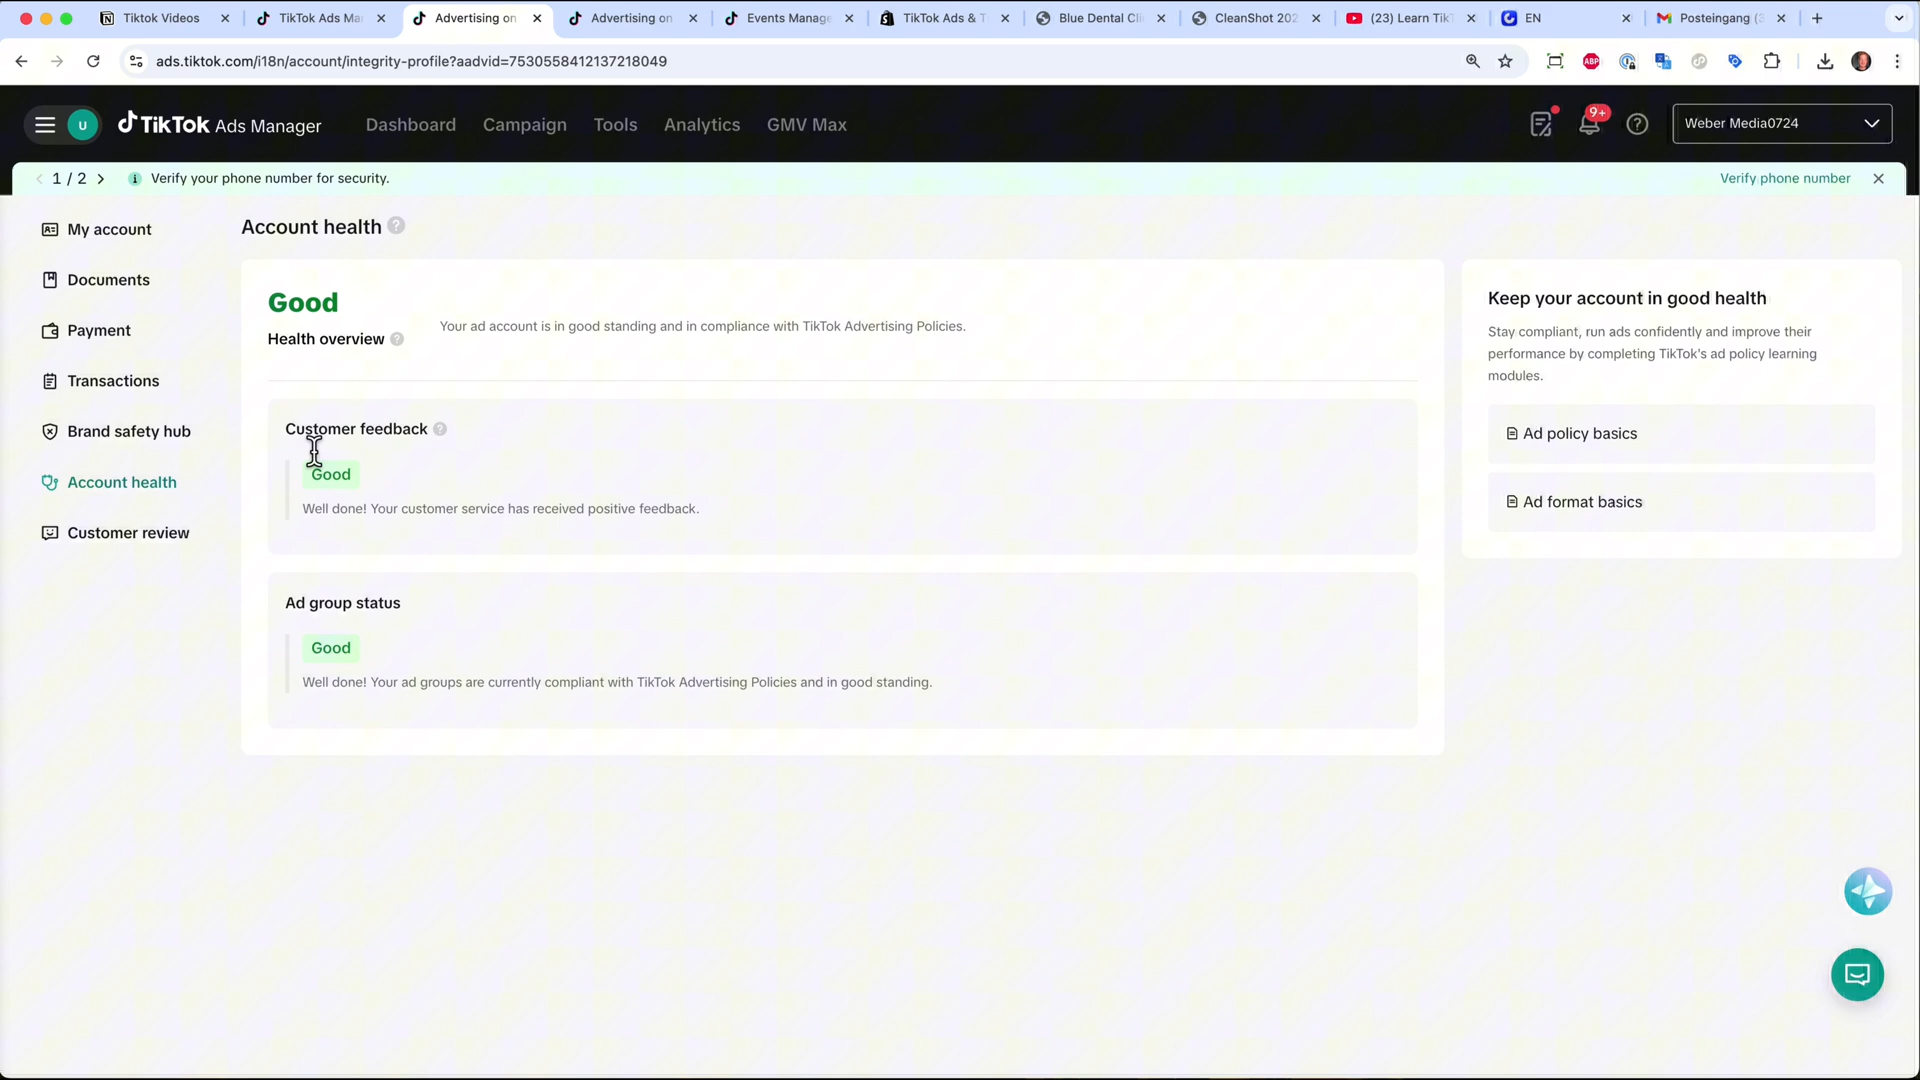 Tiktok Videos
TikTok Ads Ma
Advertising on
Advertising on
Events Manage
TikTok Ads & T
Blue Dental Cli
CleanShot 202
(23) Learn TikT
EN
Posteingang (3
ads.tiktok.com/i18n/account/integrity-profile?aadvid=7530558412137218049
ABP
U
TikTok Ads Manager
Dashboard
Campaign
Tools
Analytics
GMV Max
9+
Weber Media0724
1 / 2
Verify your phone number for security.
Verify phone number
My account
Documents
Payment
Transactions
Brand safety hub
Account health
Customer review
Account health
Good
Health overview
Your ad account is in good standing and in compliance with TikTok Advertising Policies.
Customer feedback
Good
Well done! Your customer service has received positive feedback.
Ad group status
Good
Well done! Your ad groups are currently compliant with TikTok Advertising Policies and in good standing.
Keep your account in good health
Stay compliant, run ads confidently and improve their
performance by completing TikTok's ad policy learning
modules.
Ad policy basics
Ad format basics